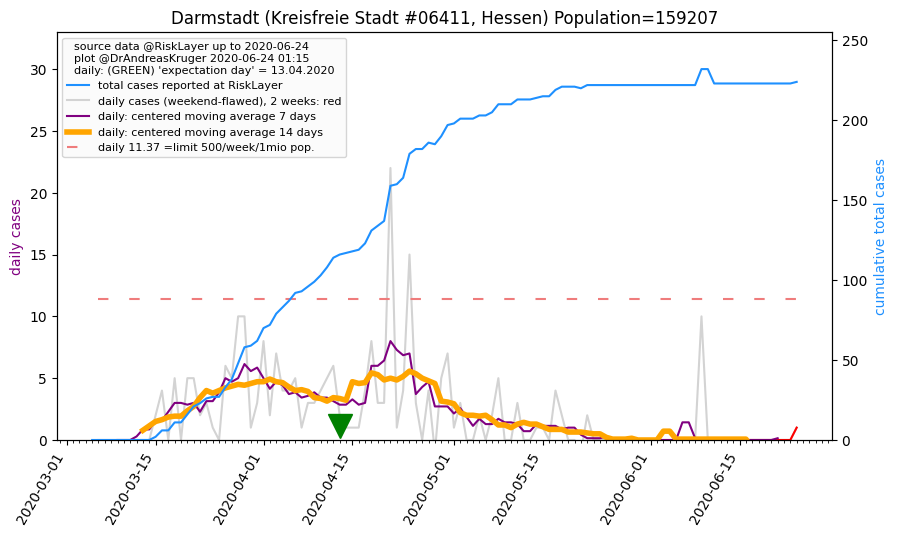 Darmstadt (Kreisfreie Stadt #06411, Hessen) Population=159207
source data @RiskLayer up to 2020-06-24
plot @DrAndreasKruger 2020-06-24 01:15
daily: (GREEN) 'expectation day' = 13.04.2020
total cases reported at RiskLayer
daily cases (weekend-flawed), 2 weeks: red
daily: centered moving average 7 days
daily: centered moving average 14 days
daily 11.37 =limit 500/week/1mio pop.
daily cases
30
25
20
15
10
5
0
cumulative total cases
250
200
150
100
50
0
2020-03-01
2020-03-15
2020-04-01
2020-04-15
2020-05-01
2020-05-15
2020-06-01
2020-06-15